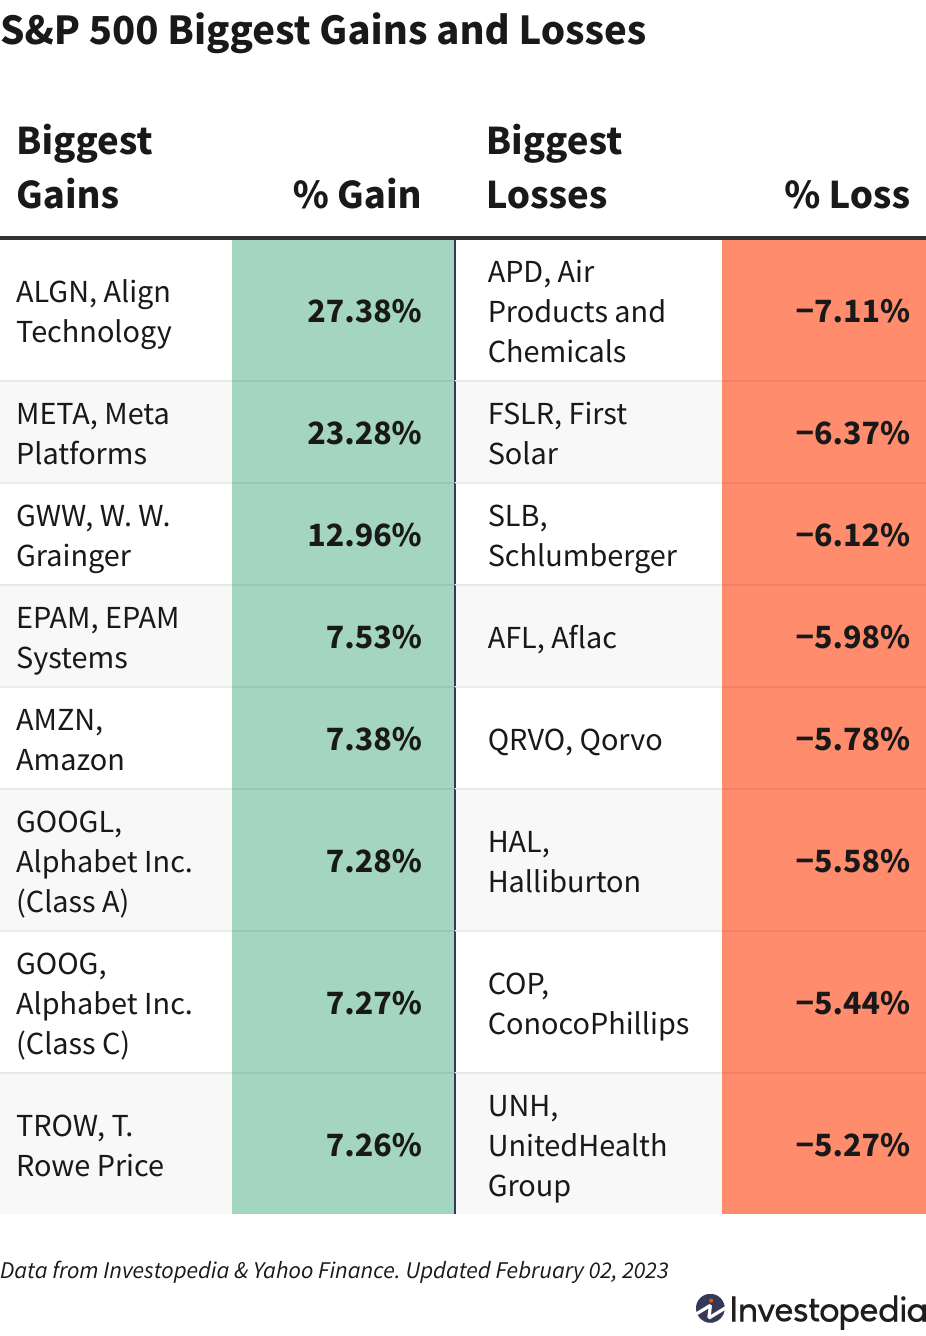 S&P 500 Biggest Gains and Losses
Biggest
Gains
% Gain
Biggest
Losses
% Loss
ALGN, Align
Technology
27.38%
APD, Air
Products and
Chemicals
−7.11%
META, Meta
Platforms
23.28%
FSLR, First
Solar
−6.37%
GWW, W. W.
Grainger
12.96%
SLB,
Schlumberger
−6.12%
EPAM, EPAM
Systems
7.53%
AFL, Aflac
−5.98%
AMZN,
Amazon
7.38%
QRVO, Qorvo
−5.78%
GOOGL,
Alphabet Inc.
(Class A)
7.28%
HAL,
Halliburton
−5.58%
GOOG,
Alphabet Inc.
(Class C)
7.27%
COP,
ConocoPhillips
−5.44%
TROW, T.
Rowe Price
7.26%
UNH,
UnitedHealth
Group
−5.27%
Data from Investopedia & Yahoo Finance. Updated February 02, 2023
Investopedia